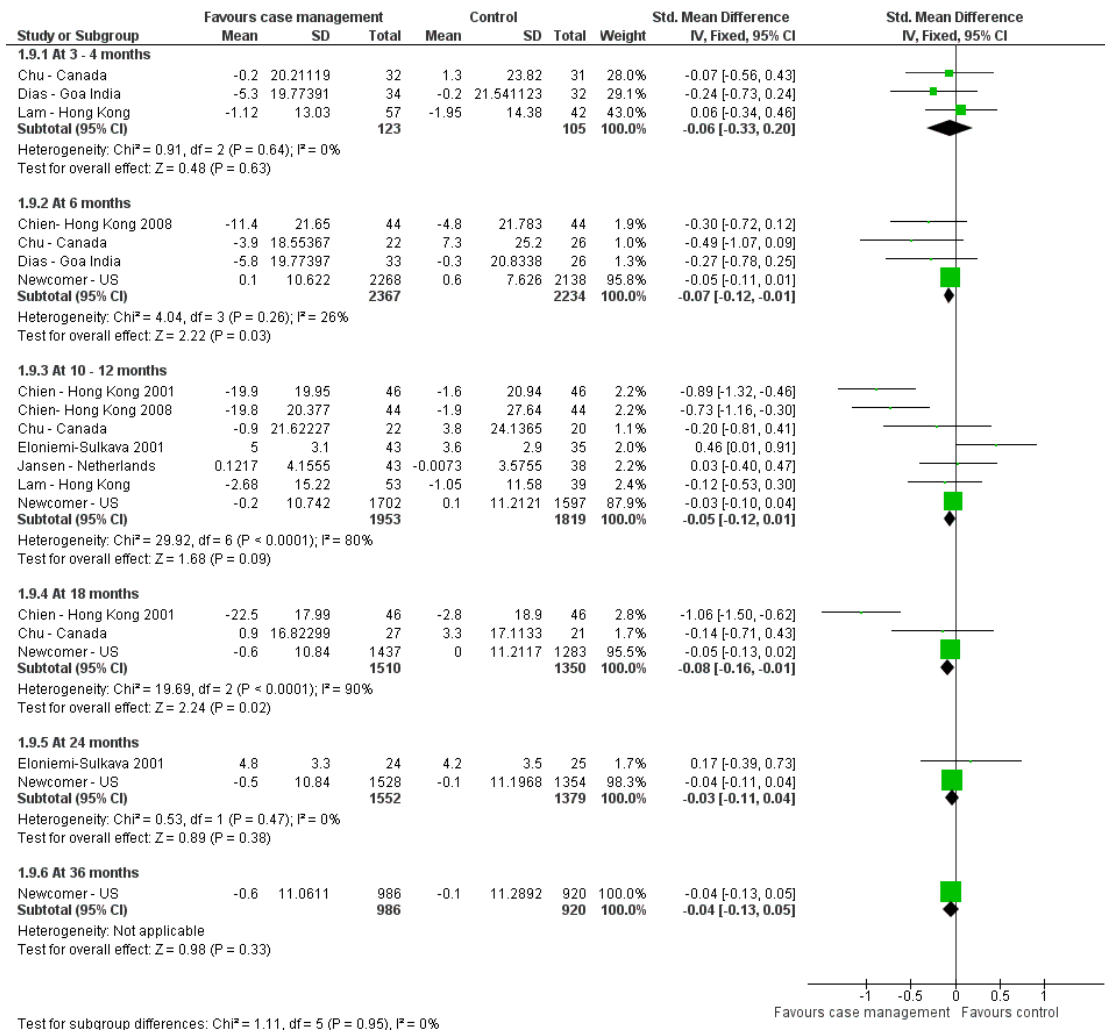 Favours case management Control Std. Mean Difference Std. Mean Difference
Study or Subgroup Mean SD Total Mean SD Total Weight IV, Fixed, 95% CI IV, Fixed, 95% CI
1.9.1 At 3 - 4 months
Chu - Canada -0.2 20.21119 32 1.3 23.82 31 28.0% -0.07 [-0.56, 0.43]
Dias - Goa India -5.3 19.77391 34 -0.2 21.541123 32 29.1% -0.24 [-0.73, 0.24]
Lam - Hong Kong -1.12 13.03 57 -1.95 14.38 42 43.0% 0.06 [-0.34, 0.46]
Subtotal (95% CI) 123 105 100.0% -0.06 [-0.33, 0.20]
Heterogeneity: Chi² = 0.91, df = 2 (P = 0.64); I² = 0%
Test for overall effect: Z = 0.48 (P = 0.63)
1.9.2 At 6 months
Chien- Hong Kong 2008 -11.4 21.65 44 -4.8 21.783 44 1.9% -0.30 [-0.72, 0.12]
Chu - Canada -3.9 18.55367 22 7.3 25.2 26 1.0% -0.49 [-1.07, 0.09]
Dias - Goa India -5.8 19.77397 33 -0.3 20.8338 26 1.3% -0.27 [-0.78, 0.25]
Newcomer - US 0.1 10.622 2268 0.6 7.626 2138 95.8% -0.05 [-0.11, 0.01]
Subtotal (95% CI) 2367 2234 100.0% -0.07 [-0.12, -0.01]
Heterogeneity: Chi² = 4.04, df = 3 (P = 0.26); I² = 26%
Test for overall effect: Z = 2.22 (P = 0.03)
1.9.3 At 10 - 12 months
Chien - Hong Kong 2001 -19.9 19.95 46 -1.6 20.94 46 2.2% -0.89 [-1.32, -0.46]
Chien- Hong Kong 2008 -19.8 20.377 44 -1.9 27.64 44 2.2% -0.73 [-1.16, -0.30]
Chu - Canada -0.9 21.62227 22 3.8 24.1365 20 1.1% -0.20 [-0.81, 0.41]
Eloniemi-Sulkava 2001 5 3.1 43 3.6 2.9 35 2.0% 0.46 [0.01, 0.91]
Jansen - Netherlands 0.1217 4.1555 43 -0.0073 3.5755 38 2.2% 0.03 [-0.40, 0.47]
Lam - Hong Kong -2.68 15.22 53 -1.05 11.58 39 2.4% -0.12 [-0.53, 0.30]
Newcomer - US -0.2 10.742 1702 0.1 11.2121 1597 87.9% -0.03 [-0.10, 0.04]
Subtotal (95% CI) 1953 1819 100.0% -0.05 [-0.12, 0.01]
Heterogeneity: Chi² = 29.92, df = 6 (P < 0.0001); I² = 80%
Test for overall effect: Z = 1.68 (P = 0.09)
1.9.4 At 18 months
Chien - Hong Kong 2001 -22.5 17.99 46 -2.8 18.9 46 2.8% -1.06 [-1.50, -0.62]
Chu - Canada 0.9 16.82299 27 3.3 17.1133 21 1.7% -0.14 [-0.71, 0.43]
Newcomer - US -0.6 10.84 1437 0 11.2117 1283 95.5% -0.05 [-0.13, 0.02]
Subtotal (95% CI) 1510 1350 100.0% -0.08 [-0.16, -0.01]
Heterogeneity: Chi² = 19.69, df = 2 (P < 0.0001); I² = 90%
Test for overall effect: Z = 2.24 (P = 0.02)
1.9.5 At 24 months
Eloniemi-Sulkava 2001 4.8 3.3 24 4.2 3.5 25 1.7% 0.17 [-0.39, 0.73]
Newcomer - US -0.5 10.84 1528 -0.1 11.1968 1354 98.3% -0.04 [-0.11, 0.04]
Subtotal (95% CI) 1552 1379 100.0% -0.03 [-0.11, 0.04]
Heterogeneity: Chi² = 0.53, df = 1 (P = 0.47); I² = 0%
Test for overall effect: Z = 0.89 (P = 0.38)
1.9.6 At 36 months
Newcomer - US -0.6 11.0611 986 -0.1 11.2892 920 100.0% -0.04 [-0.13, 0.05]
Subtotal (95% CI) 986 920 100.0% -0.04 [-0.13, 0.05]
Heterogeneity: Not applicable
Test for overall effect: Z = 0.98 (P = 0.33)
-1 -0.5 0 0.5 1
Favours case management Favours control
Test for subgroup differences: Chi² = 1.11, df = 5 (P = 0.95), I² = 0%